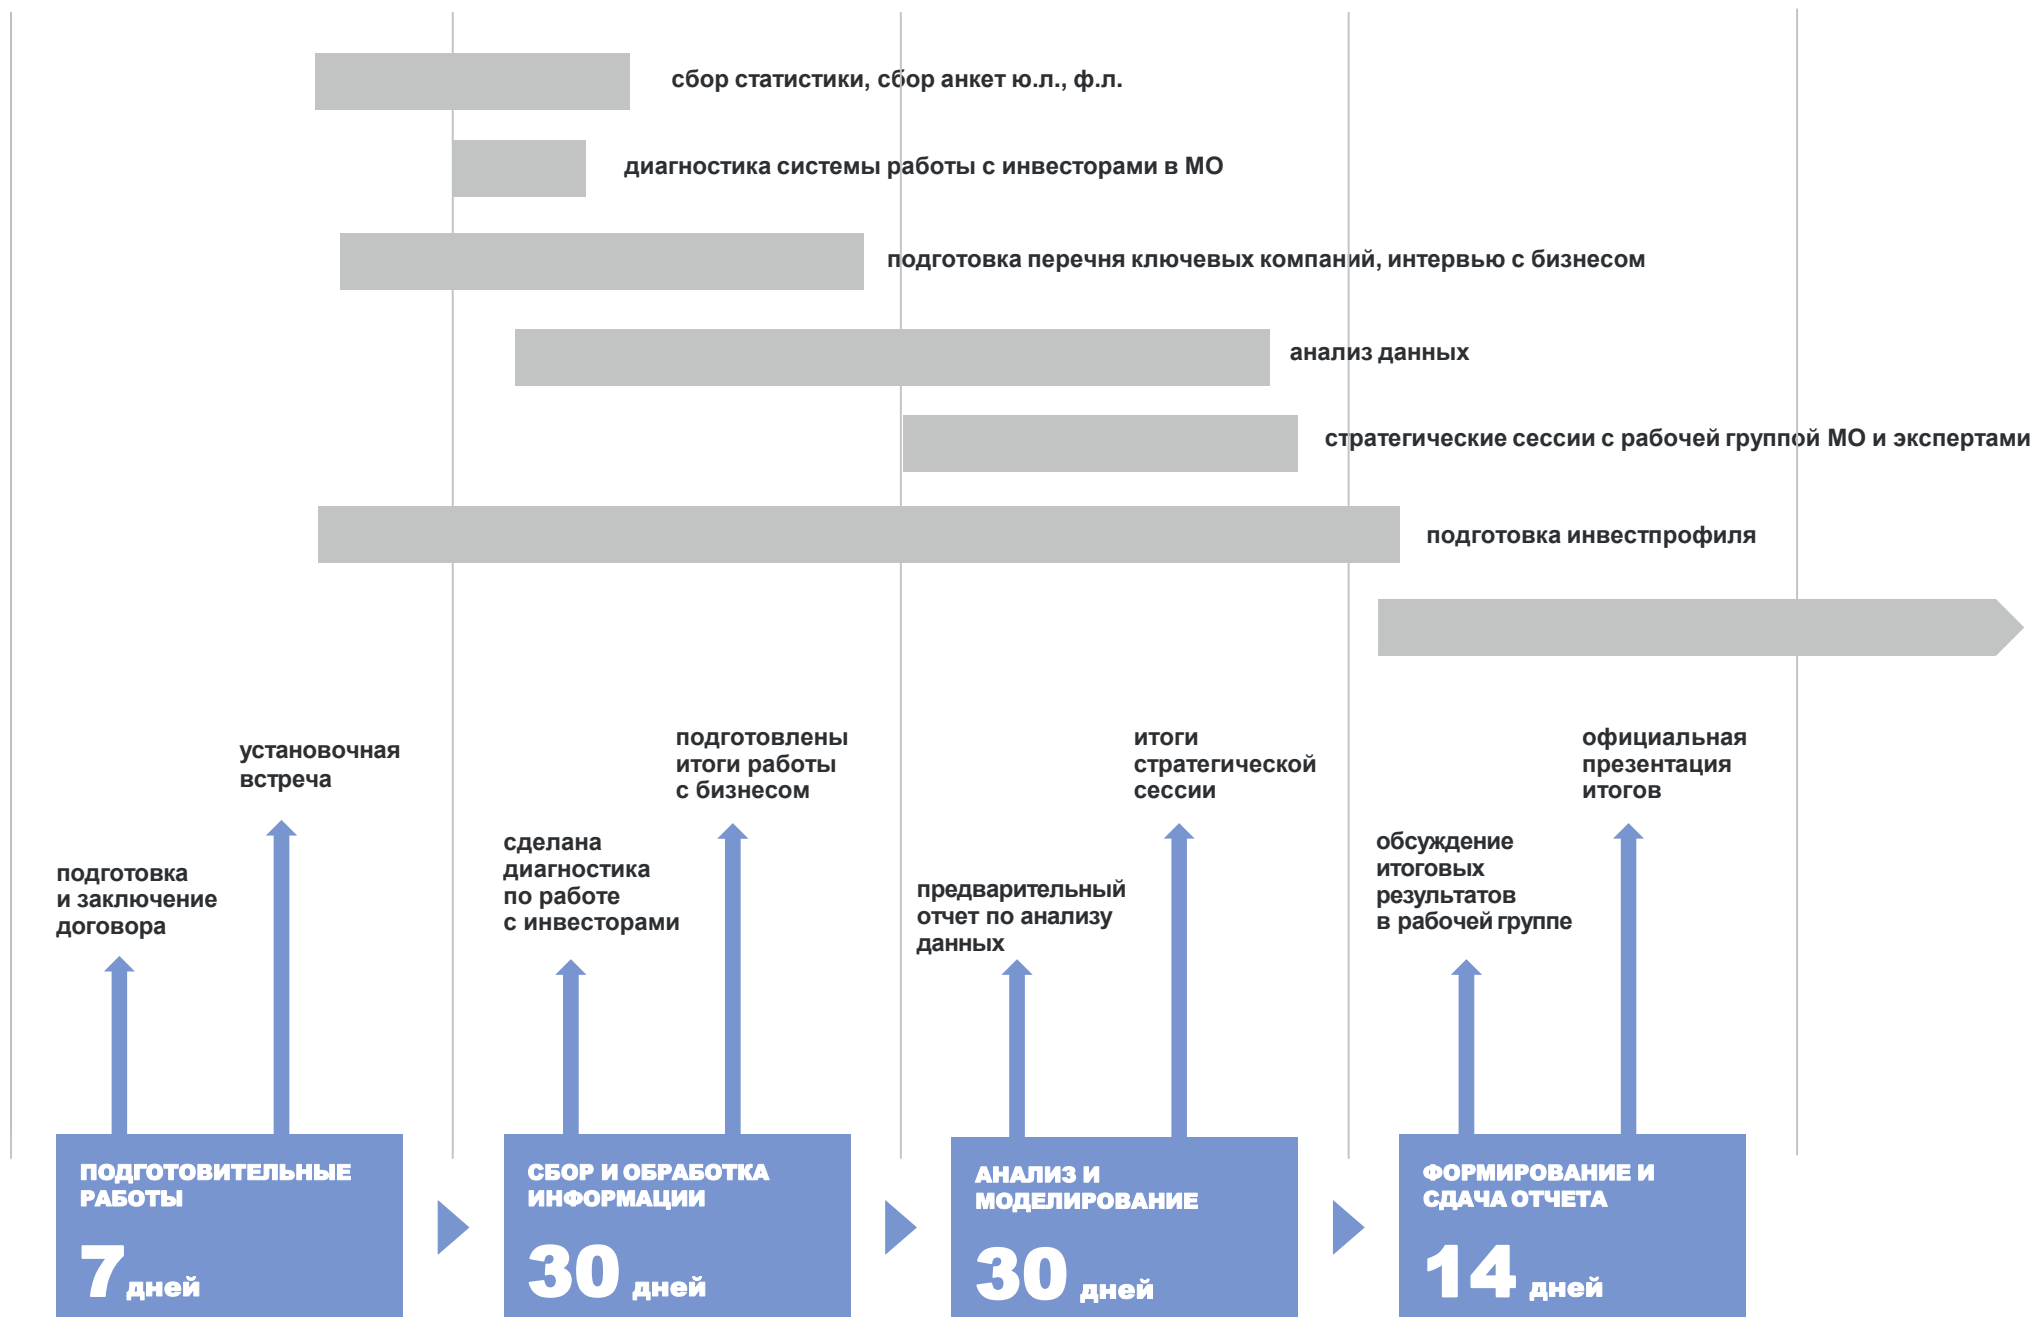 сбор статистики, сбор анкет ю.л., ф.л.
диагностика системы работы с инвесторами в МО
подготовка перечня ключевых компаний, интервью с бизнесом
анализ данных
стратегические сессии с рабочей группой МО и экспертами
подготовка инвестпрофиля
подготовка
и заключение
договора
установочная
встреча
сделана
диагностика
по работе
с инвесторами
подготовлены
итоги работы
с бизнесом
предварительный
отчет по анализу
данных
итоги
стратегической
сессии
обсуждение
итоговых
результатов
в рабочей группе
официальная
презентация
итогов
ПОДГОТОВИТЕЛЬНЫЕ
РАБОТЫ
7 дней
СБОР И ОБРАБОТКА
ИНФОРМАЦИИ
30 дней
АНАЛИЗ И
МОДЕЛИРОВАНИЕ
30 дней
ФОРМИРОВАНИЕ И
СДАЧА ОТЧЕТА
14 дней